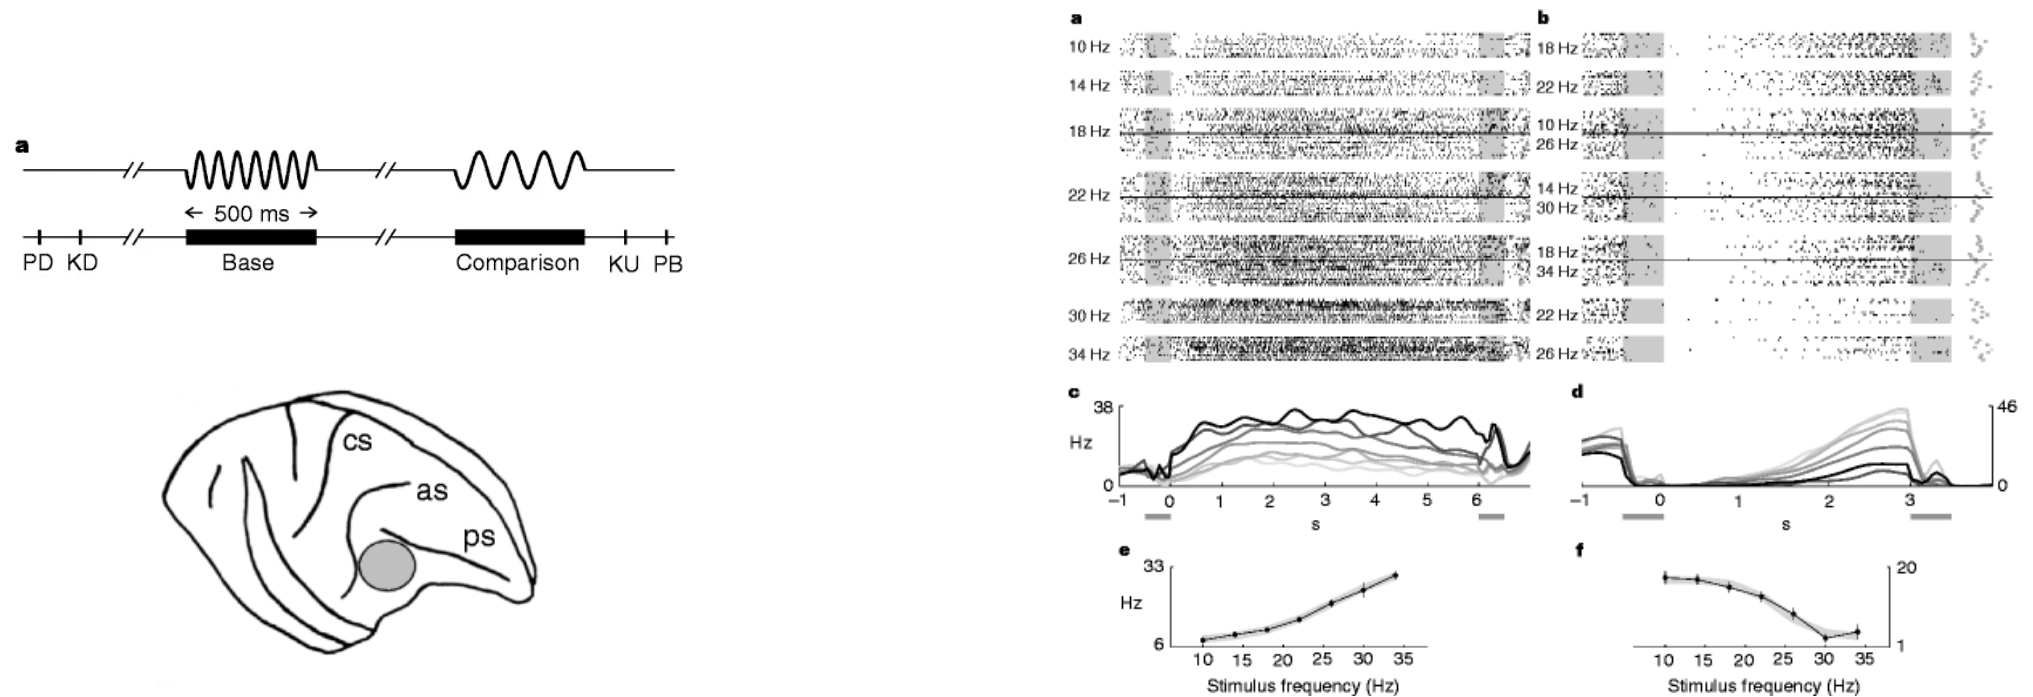 a
← 500 ms →
PD KD Base Comparison KU PB
cs
as
ps
a
10 Hz
14 Hz
18 Hz
22 Hz
26 Hz
30 Hz
34 Hz
b
18 Hz
22 Hz
10 Hz
26 Hz
14 Hz
30 Hz
18 Hz
34 Hz
22 Hz
26 Hz
c
38
Hz
0
−1 0 1 2 3 4 5 6
s
d
46
0
−1 0 1 2 3
s
e
33
Hz
6
10 15 20 25 30 35
Stimulus frequency (Hz)
f
20
1
10 15 20 25 30 35
Stimulus frequency (Hz)